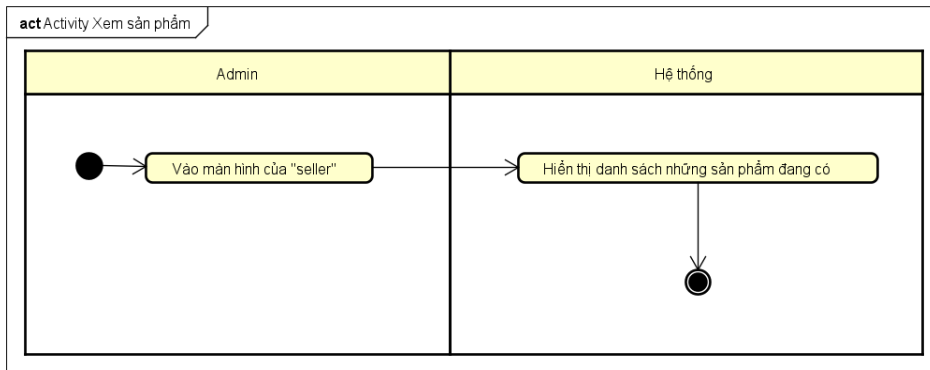 act Activity Xem sản phẩm
Admin
Hệ thống
Vào màn hình của "seller"
Hiển thị danh sách những sản phẩm đang có